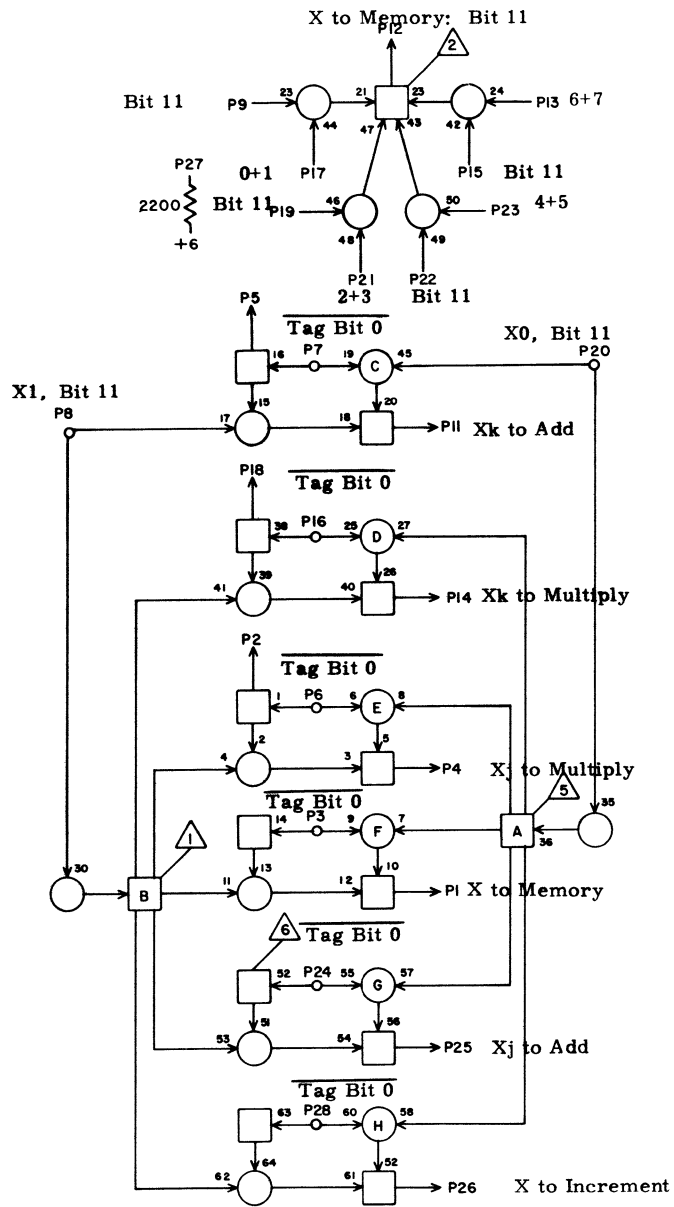 X to Memory: Bit 11
P12
2
Bit 11 P9 23 21 23 23 24 P13 6+7
44 47 43 42
P27 0+1 P17 P15 Bit 11
2200 Bit 11 P19 46 50 P23 4+5
+6 48 49
P21 P22
2+3 Bit 11
P5
Tag Bit 0
X0, Bit 11
16 P7 19 C 45 P20
X1, Bit 11
P8 17 15 18 20 P11 Xk to Add
P18 Tag Bit 0
38 P16 25 D 27
41 39 40 26 P14 Xk to Multiply
P2
Tag Bit 0
1 P6 6 E 8
4 2 3 5 P4 Xj to Multiply
Tag Bit 0
5
14 P3 9 F 7 A 36 35
1
30 B 11 13 12 10 P1 X to Memory
6 Tag Bit 0
52 P24 55 G 57
53 51 54 56 P25 Xj to Add
Tag Bit 0
63 P28 60 H 58
62 64 61 52 P26 X to Increment